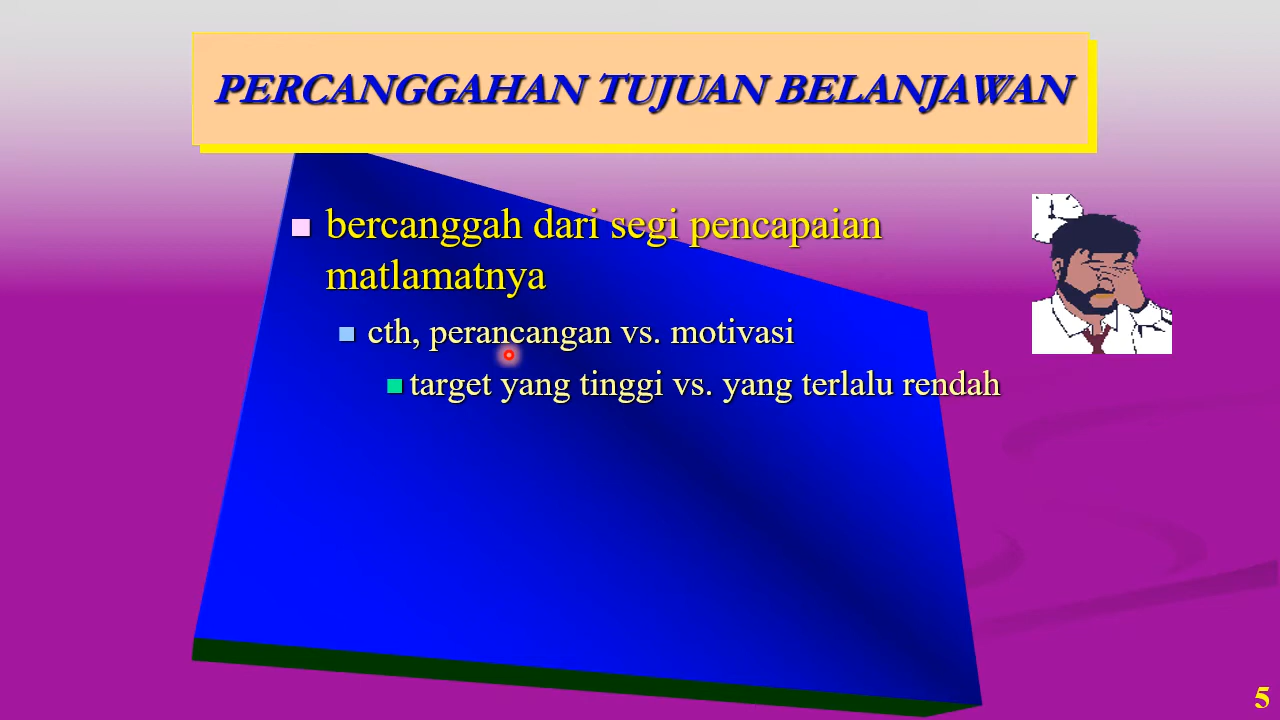 PERCANGGAHAN TUJUAN BELANJAWAN
bercanggah dari segi pencapaian
matlamatnya
cth, perancangan vs. motivasi
target yang tinggi vs. yang terlalu rendah
5